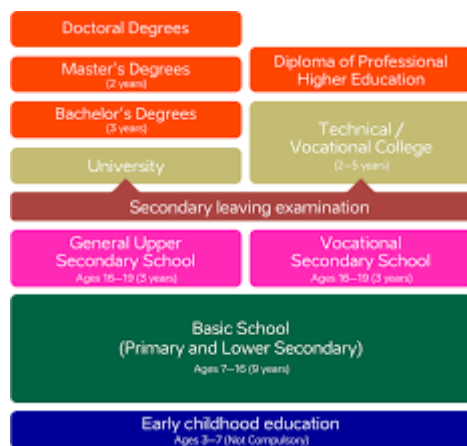 Doctoral Degrees
Master's Degrees
(2 years)
Diploma of Professional
Higher Education
Bachelor's Degrees
(3 years)
Technical /
Vocational College
(2–5 years)
University
Secondary leaving examination
General Upper
Secondary School
Ages 16–19 (3 years)
Vocational
Secondary School
Ages 16–19 (3 years)
Basic School
(Primary and Lower Secondary)
Ages 7–16 (9 years)
Early childhood education
Ages 3–7 (Not Compulsory)